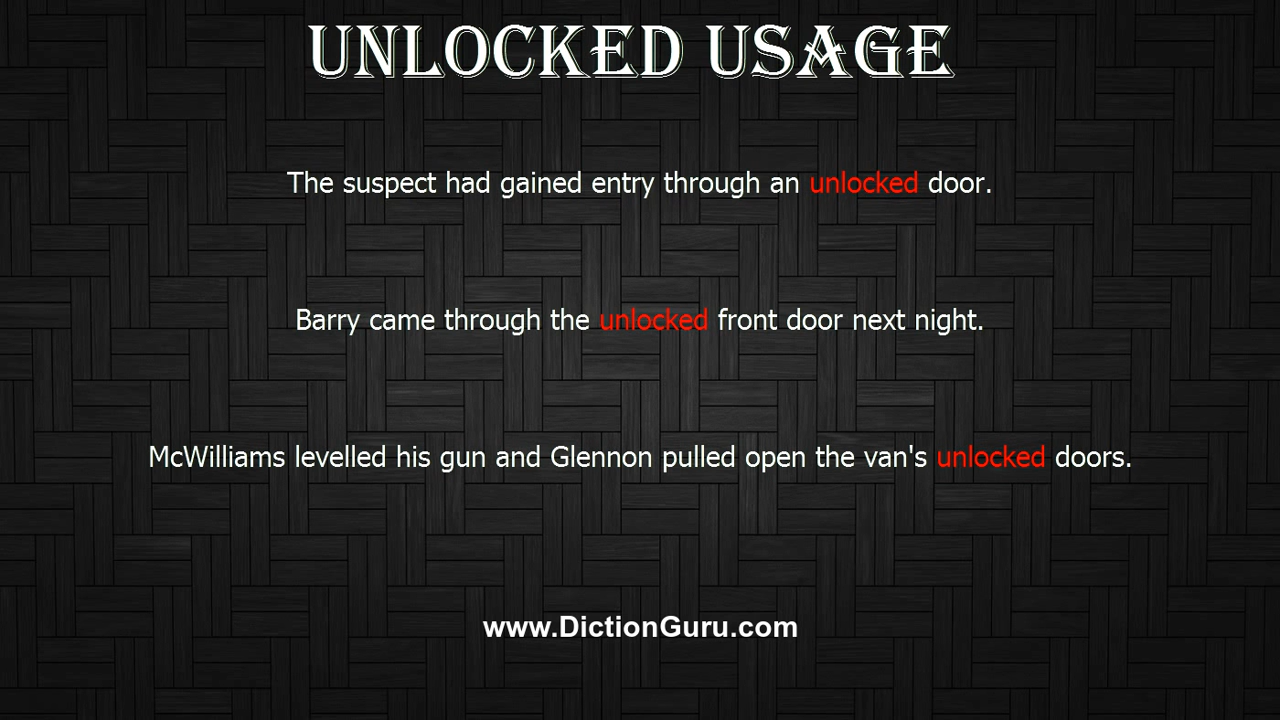 UNLOCKED USAGE
The suspect had gained entry through an unlocked door.
Barry came through the unlocked front door next night.
McWilliams levelled his gun and Glennon pulled open the van's unlocked doors.
www.DictionGuru.com